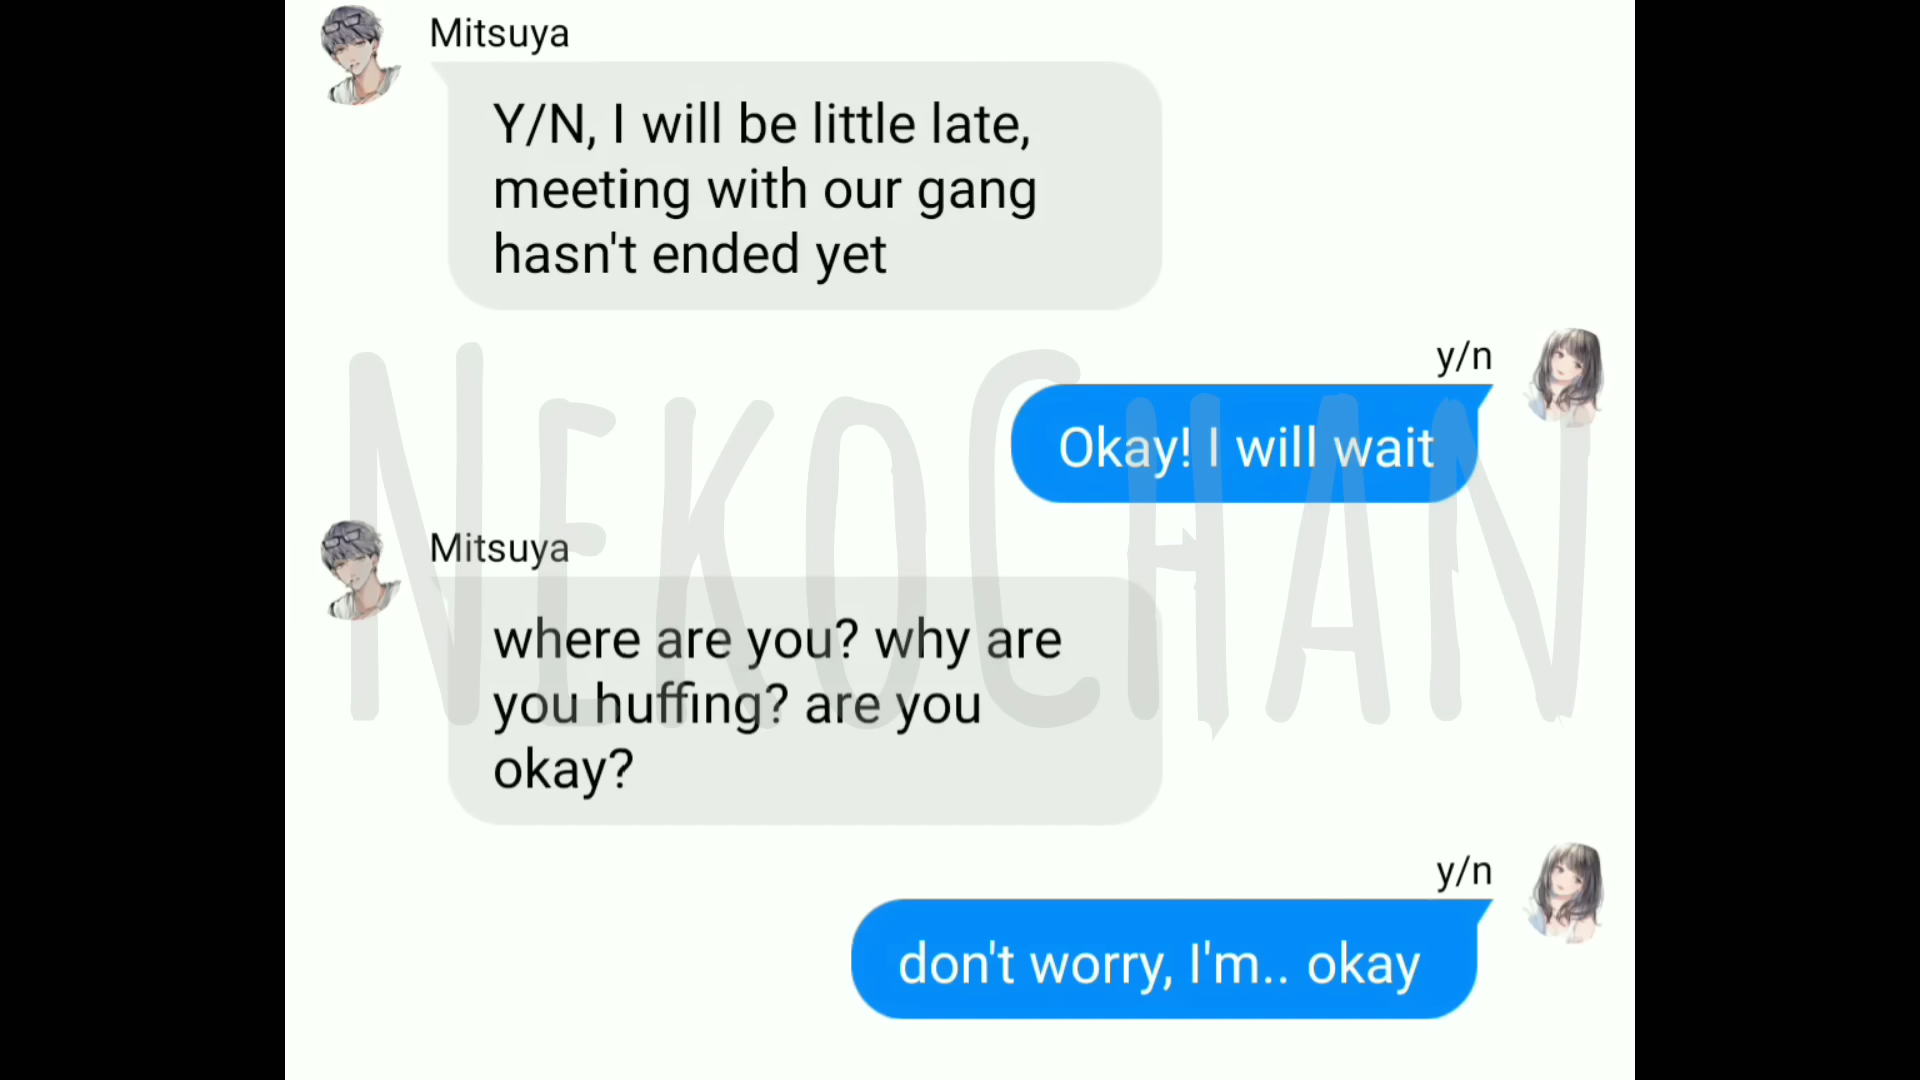 Mitsuya
Y/N, I will be little late,
meeting with our gang
hasn't ended yet
y/n
Okay! I will wait
NEKOCHAN
Mitsuya
where are you? why are
you huffing? are you
okay?
y/n
don't worry, I'm.. okay